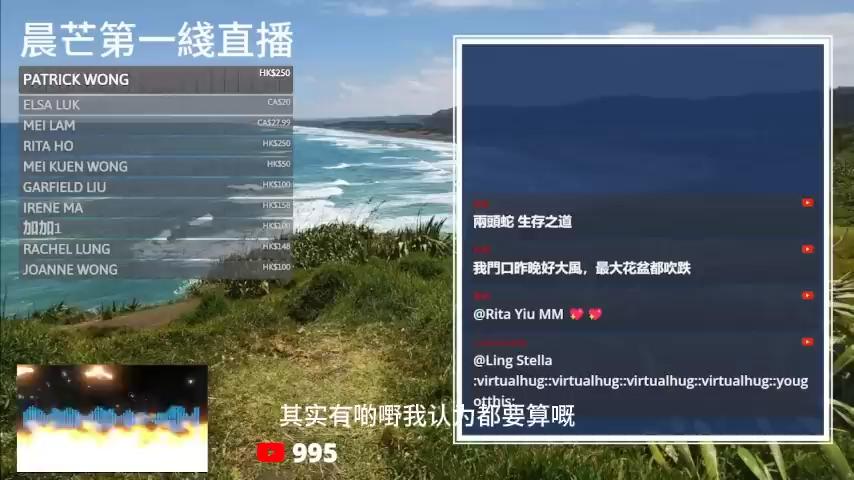 晨芒第一綫直播
PATRICK WONG HK$250
ELSA LUK CA$20
MEI LAM CA$27.99
RITA HO HK$250
MEI KUEN WONG HK$50
GARFIELD LIU HK$100
IRENE MA HK$158
加加1 HK$100
RACHEL LUNG HK$148
JOANNE WONG HK$100
兩頭蛇 生存之道
我門口昨晚好大風，最大花盆都吹跌
@Rita Yiu MM 💖 💖
@Ling Stella
:virtualhug::virtualhug::virtualhug::virtualhug::youg
otthis:
其实有啲嘢我认为都要算嘅
995